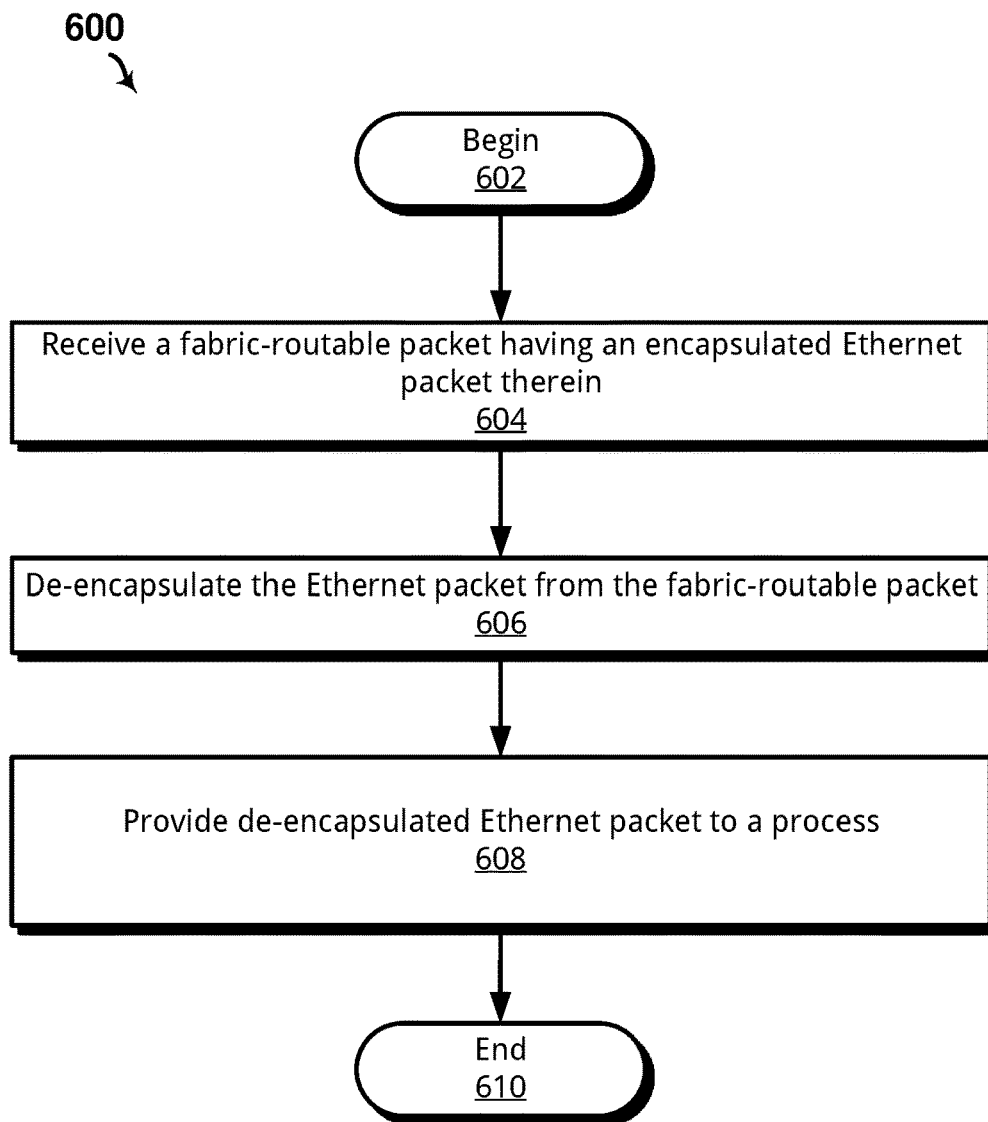 600
Begin
602
Receive a fabric-routable packet having an encapsulated Ethernet
packet therein
604
De-encapsulate the Ethernet packet from the fabric-routable packet
606
Provide de-encapsulated Ethernet packet to a process
608
End
610